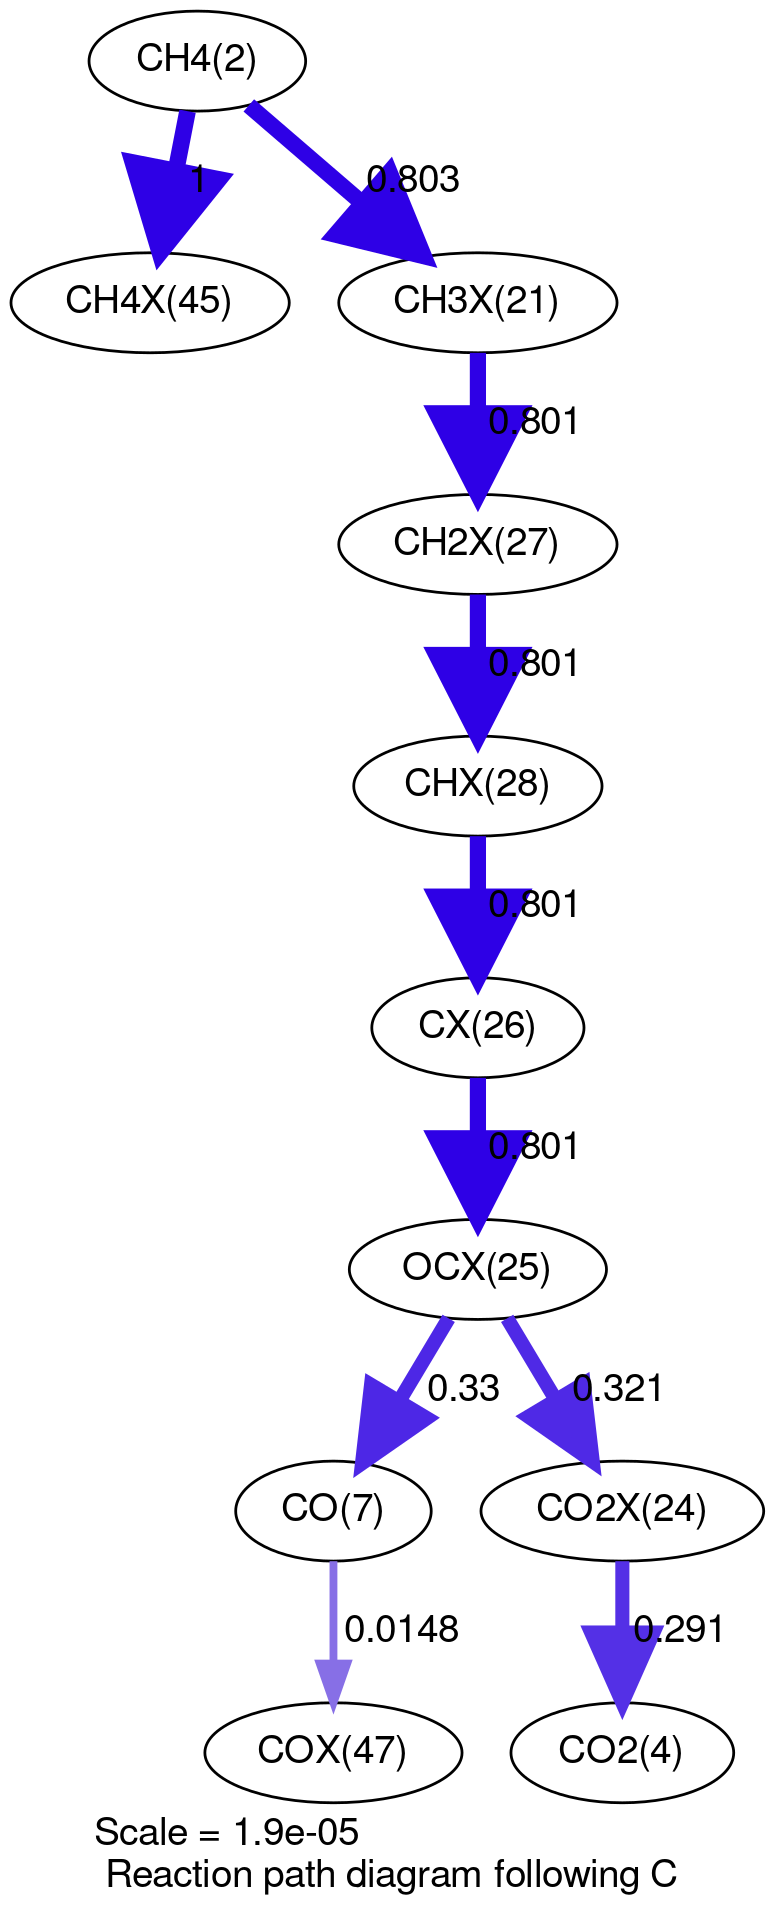 CH4(2)
1
0.803
CH4X(45)
CH3X(21)
0.801
CH2X(27)
0.801
CHX(28)
0.801
CX(26)
0.801
OCX(25)
0.33
0.321
CO(7)
CO2X(24)
0.0148
0.291
COX(47)
CO2(4)
Scale = 1.9e-05
Reaction path diagram following C